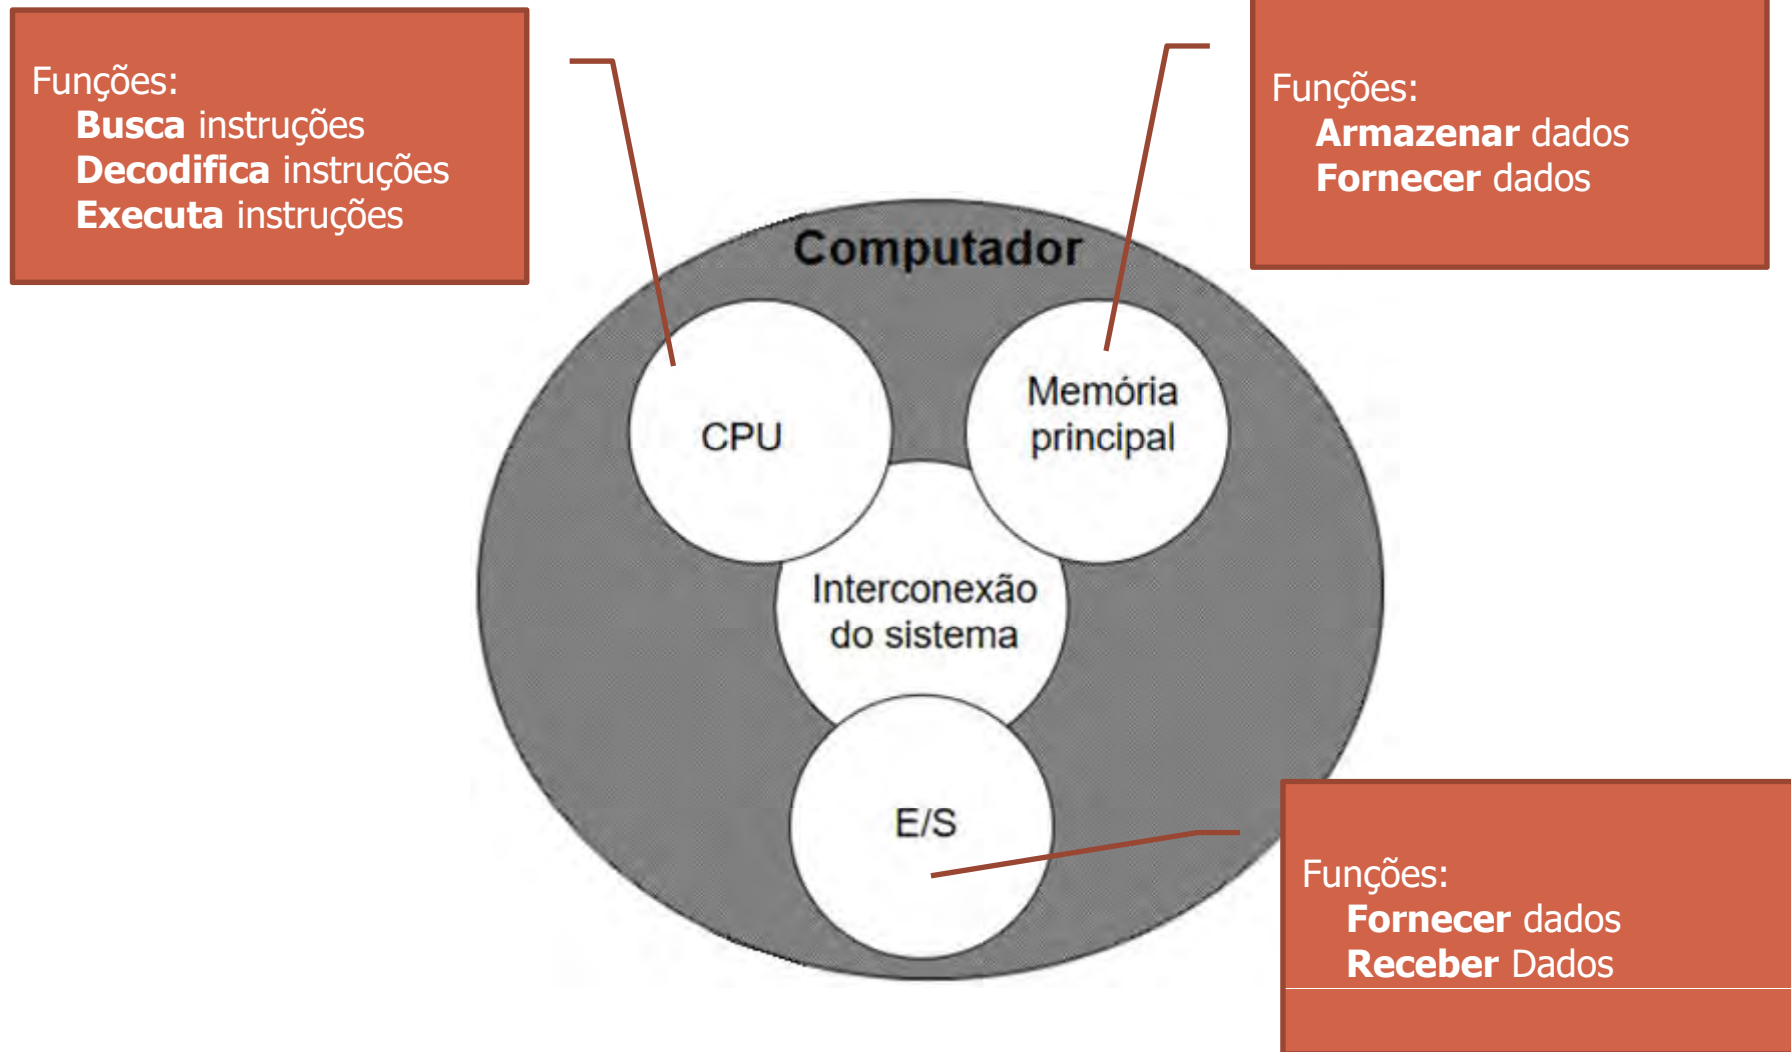 Funções:
Busca instruções
Decodifica instruções
Executa instruções
Funções:
Armazenar dados
Fornecer dados
Computador
CPU
Memória
principal
Interconexão
do sistema
E/S
Funções:
Fornecer dados
Receber Dados